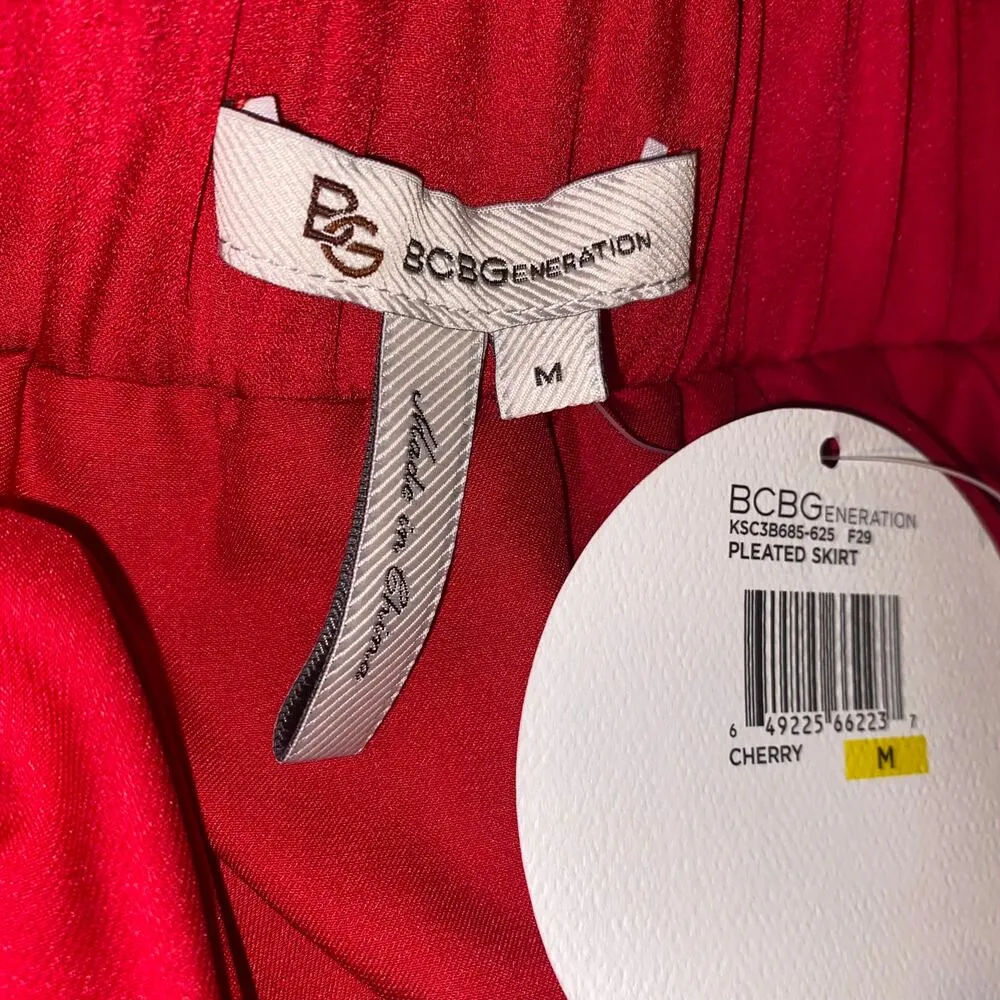 BG BCBGENERATION
M
Made in China
BCBGENERATION
KSC3B685-625 F29
PLEATED SKIRT
6 49225 66223 7
CHERRY M